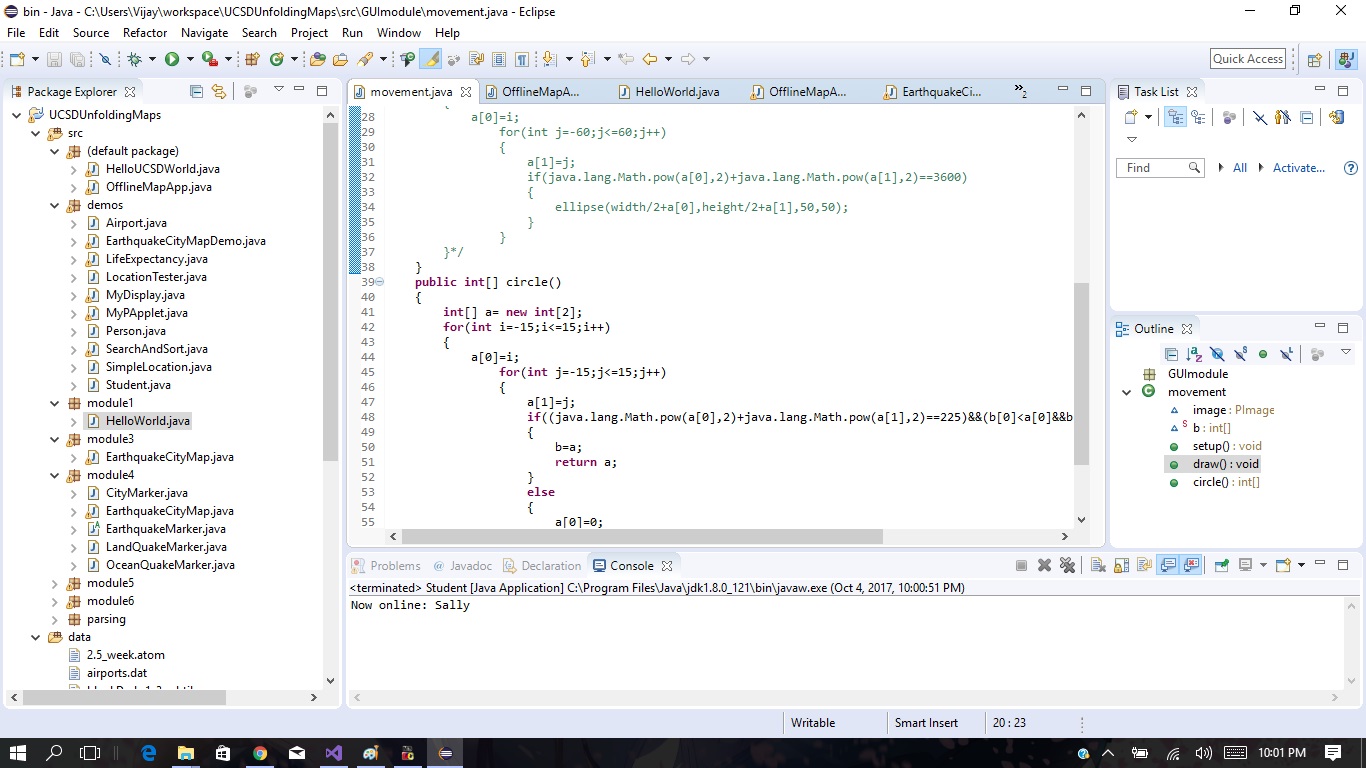 bin - Java - C:\Users\Vijay\workspace\UCSDUnfoldingMaps\src\GUImodule\movement.java - Eclipse
File Edit Source Refactor Navigate Search Project Run Window Help
Quick Access
Package Explorer
UCSDUnfoldingMaps
src
(default package)
HelloUCSDWorld.java
OfflineMapApp.java
demos
Airport.java
EarthquakeCityMapDemo.java
LifeExpectancy.java
LocationTester.java
MyDisplay.java
MyPApplet.java
Person.java
SearchAndSort.java
SimpleLocation.java
Student.java
module1
HelloWorld.java
module3
EarthquakeCityMap.java
module4
CityMarker.java
EarthquakeCityMap.java
EarthquakeMarker.java
LandQuakeMarker.java
OceanQuakeMarker.java
module5
module6
parsing
data
2.5_week.atom
airports.dat
movement.java OfflineMapA... HelloWorld.java OfflineMapA... EarthquakeCi... 2
{
28 a[0]=i;
29 for(int j=-60;j<=60;j++)
30 {
31 a[1]=j;
32 if(java.lang.Math.pow(a[0],2)+java.lang.Math.pow(a[1],2)==3600)
33 {
34 ellipse(width/2+a[0],height/2+a[1],50,50);
35 }
36 }
37 }*/
38 }
39 public int[] circle()
40 {
41 int[] a= new int[2];
42 for(int i=-15;i<=15;i++)
43 {
44 a[0]=i;
45 for(int j=-15;j<=15;j++)
46 {
47 a[1]=j;
48 if((java.lang.Math.pow(a[0],2)+java.lang.Math.pow(a[1],2)==225)&&(b[0]<a[0]&&b
49 {
50 b=a;
51 return a;
52 }
53 else
54 {
55 a[0]=0;
Task List
Find All Activate...
Outline
GUImodule
movement
image : PImage
b : int[]
setup() : void
draw() : void
circle() : int[]
Problems Javadoc Declaration Console
<terminated> Student [Java Application] C:\Program Files\Java\jdk1.8.0_121\bin\javaw.exe (Oct 4, 2017, 10:00:51 PM)
Now online: Sally
Writable Smart Insert 20 : 23
10:01 PM